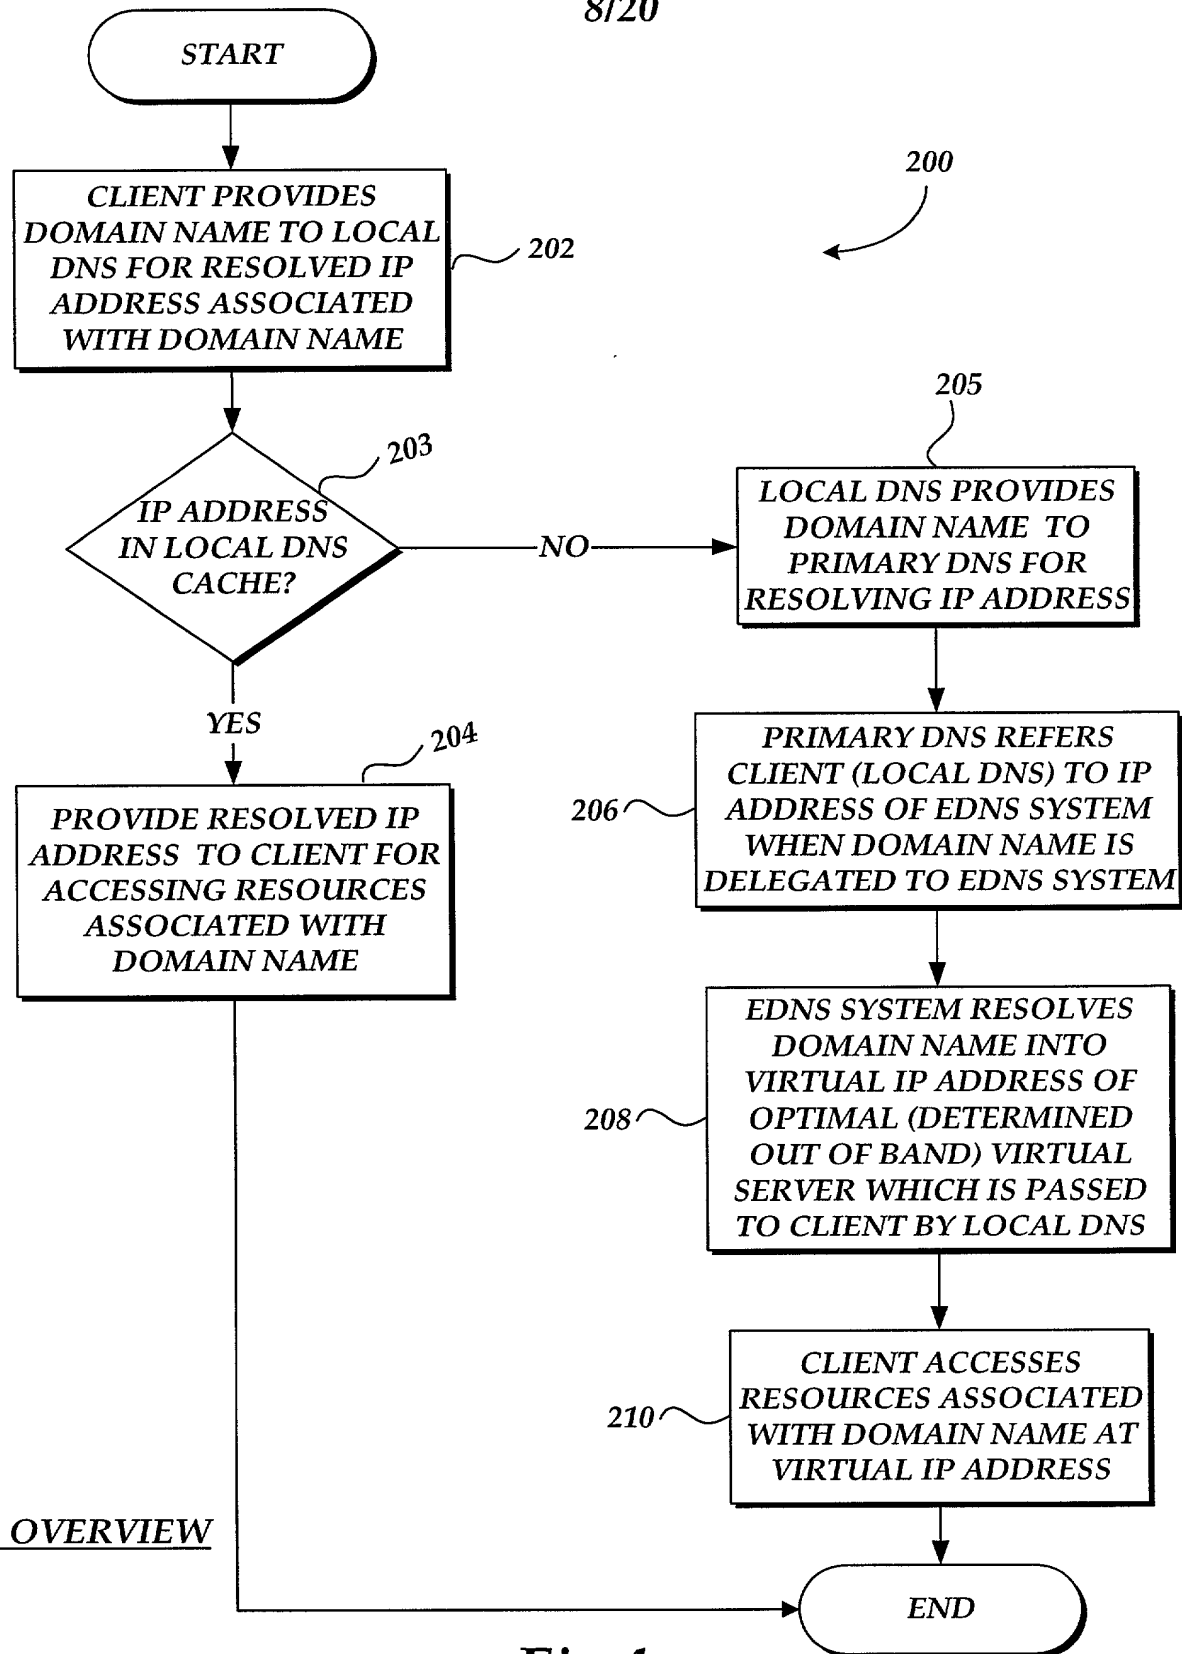 8/20
START
CLIENT PROVIDES
DOMAIN NAME TO LOCAL
DNS FOR RESOLVED IP
ADDRESS ASSOCIATED
WITH DOMAIN NAME
202
200
203
IP ADDRESS
IN LOCAL DNS
CACHE?
NO
YES
204
PROVIDE RESOLVED IP
ADDRESS TO CLIENT FOR
ACCESSING RESOURCES
ASSOCIATED WITH
DOMAIN NAME
205
LOCAL DNS PROVIDES
DOMAIN NAME TO
PRIMARY DNS FOR
RESOLVING IP ADDRESS
206
PRIMARY DNS REFERS
CLIENT (LOCAL DNS) TO IP
ADDRESS OF EDNS SYSTEM
WHEN DOMAIN NAME IS
DELEGATED TO EDNS SYSTEM
208
EDNS SYSTEM RESOLVES
DOMAIN NAME INTO
VIRTUAL IP ADDRESS OF
OPTIMAL (DETERMINED
OUT OF BAND) VIRTUAL
SERVER WHICH IS PASSED
TO CLIENT BY LOCAL DNS
210
CLIENT ACCESSES
RESOURCES ASSOCIATED
WITH DOMAIN NAME AT
VIRTUAL IP ADDRESS
OVERVIEW
END